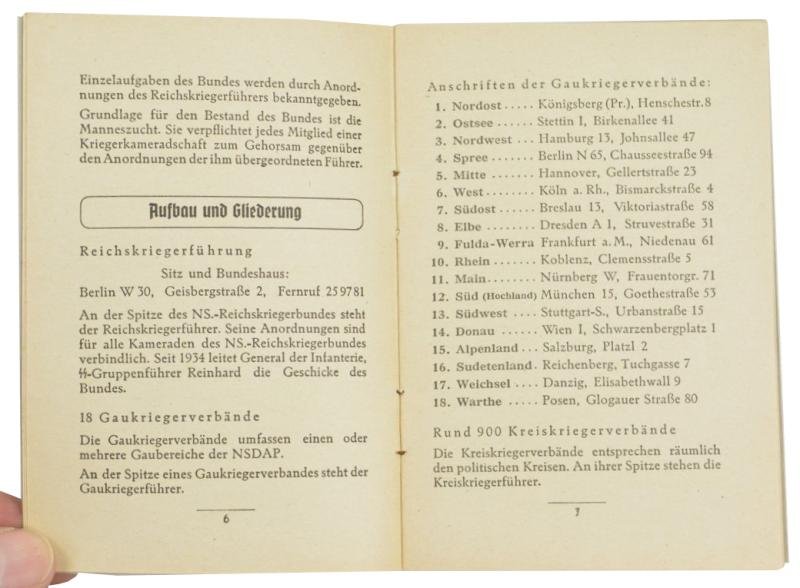 Einzelaufgaben des Bundes werden durch Anord-
nungen des Reichskriegerführers bekanntgegeben.
Grundlage für den Bestand des Bundes ist die
Manneszucht. Sie verpflichtet jedes Mitglied einer
Kriegerkameradschaft zum Gehorsam gegenüber
den Anordnungen der ihm übergeordneten Führer.
Aufbau und Gliederung
Reichskriegerführung
Sitz und Bundeshaus:
Berlin W 30, Geisbergstraße 2, Fernruf 259781
An der Spitze des NS.-Reichskriegerbundes steht
der Reichskriegerführer. Seine Anordnungen sind
für alle Kameraden des NS.-Reichskriegerbundes
verbindlich. Seit 1934 leitet General der Infanterie,
ᛋᛋ-Gruppenführer Reinhard die Geschicke des
Bundes.
18 Gaukriegerverbände
Die Gaukriegerverbände umfassen einen oder
mehrere Gaubereiche der NSDAP.
An der Spitze eines Gaukriegerverbandes steht der
Gaukriegerführer.
6
Anschriften der Gaukriegerverbände:
1. Nordost ..... Königsberg (Pr.), Henschestr. 8
2. Ostsee ...... Stettin I, Birkenallee 41
3. Nordwest ... Hamburg 13, Johnsallee 47
4. Spree ....... Berlin N 65, Chausseestraße 94
5. Mitte ....... Hannover, Gellertstraße 23
6. West ........ Köln a. Rh., Bismarckstraße 4
7. Südost ...... Breslau 13, Viktoriastraße 58
8. Elbe ........ Dresden A 1, Struvestraße 31
9. Fulda-Werra Frankfurt a. M., Niedenau 61
10. Rhein ....... Koblenz, Clemensstraße 5
11. Main ........ Nürnberg W, Frauentorgr. 71
12. Süd (Hochland) München 15, Goethestraße 53
13. Südwest .... Stuttgart-S., Urbanstraße 15
14. Donau ...... Wien I, Schwarzenbergplatz 1
15. Alpenland ... Salzburg, Platzl 2
16. Sudetenland . Reichenberg, Tuchgasse 7
17. Weichsel .... Danzig, Elisabethwall 9
18. Warthe ..... Posen, Glogauer Straße 80
Rund 900 Kreiskriegerverbände
Die Kreiskriegerverbände entsprechen räumlich
den politischen Kreisen. An ihrer Spitze stehen die
Kreiskriegerführer.
7